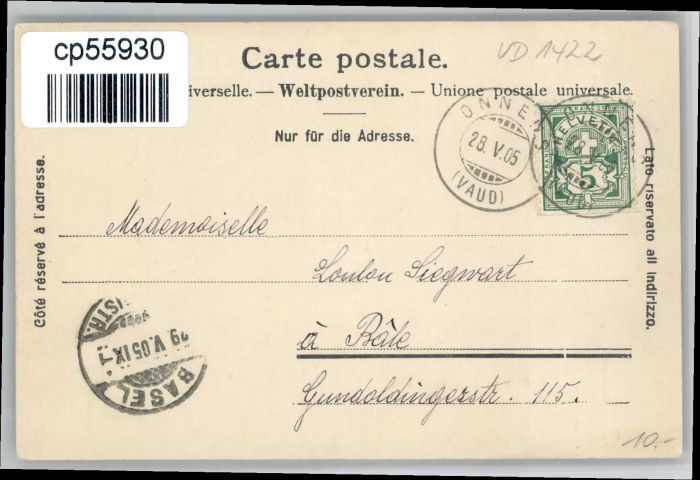 cp55930
VD 1422
Carte postale.
iverselle. — Weltpostverein. — Unione postale universale.
Nur für die Adresse.
Côté réservé à l'adresse.
Lato riservato all indirizzo.
28.V.05
(VAUD)
HELVETIA
5
Mademoiselle
Loulou Siegwart
à Bâle
Gundoldingerstr. 115.
29.V.05.IX-1
BASEL
10.-